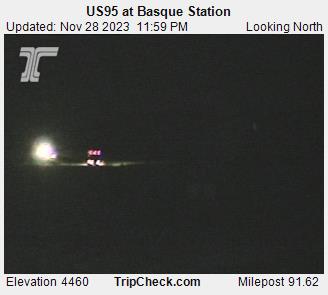 US95 at Basque Station
Updated: Nov 28 2023 11:59 PM Looking North
Elevation 4460 TripCheck.com Milepost 91.62